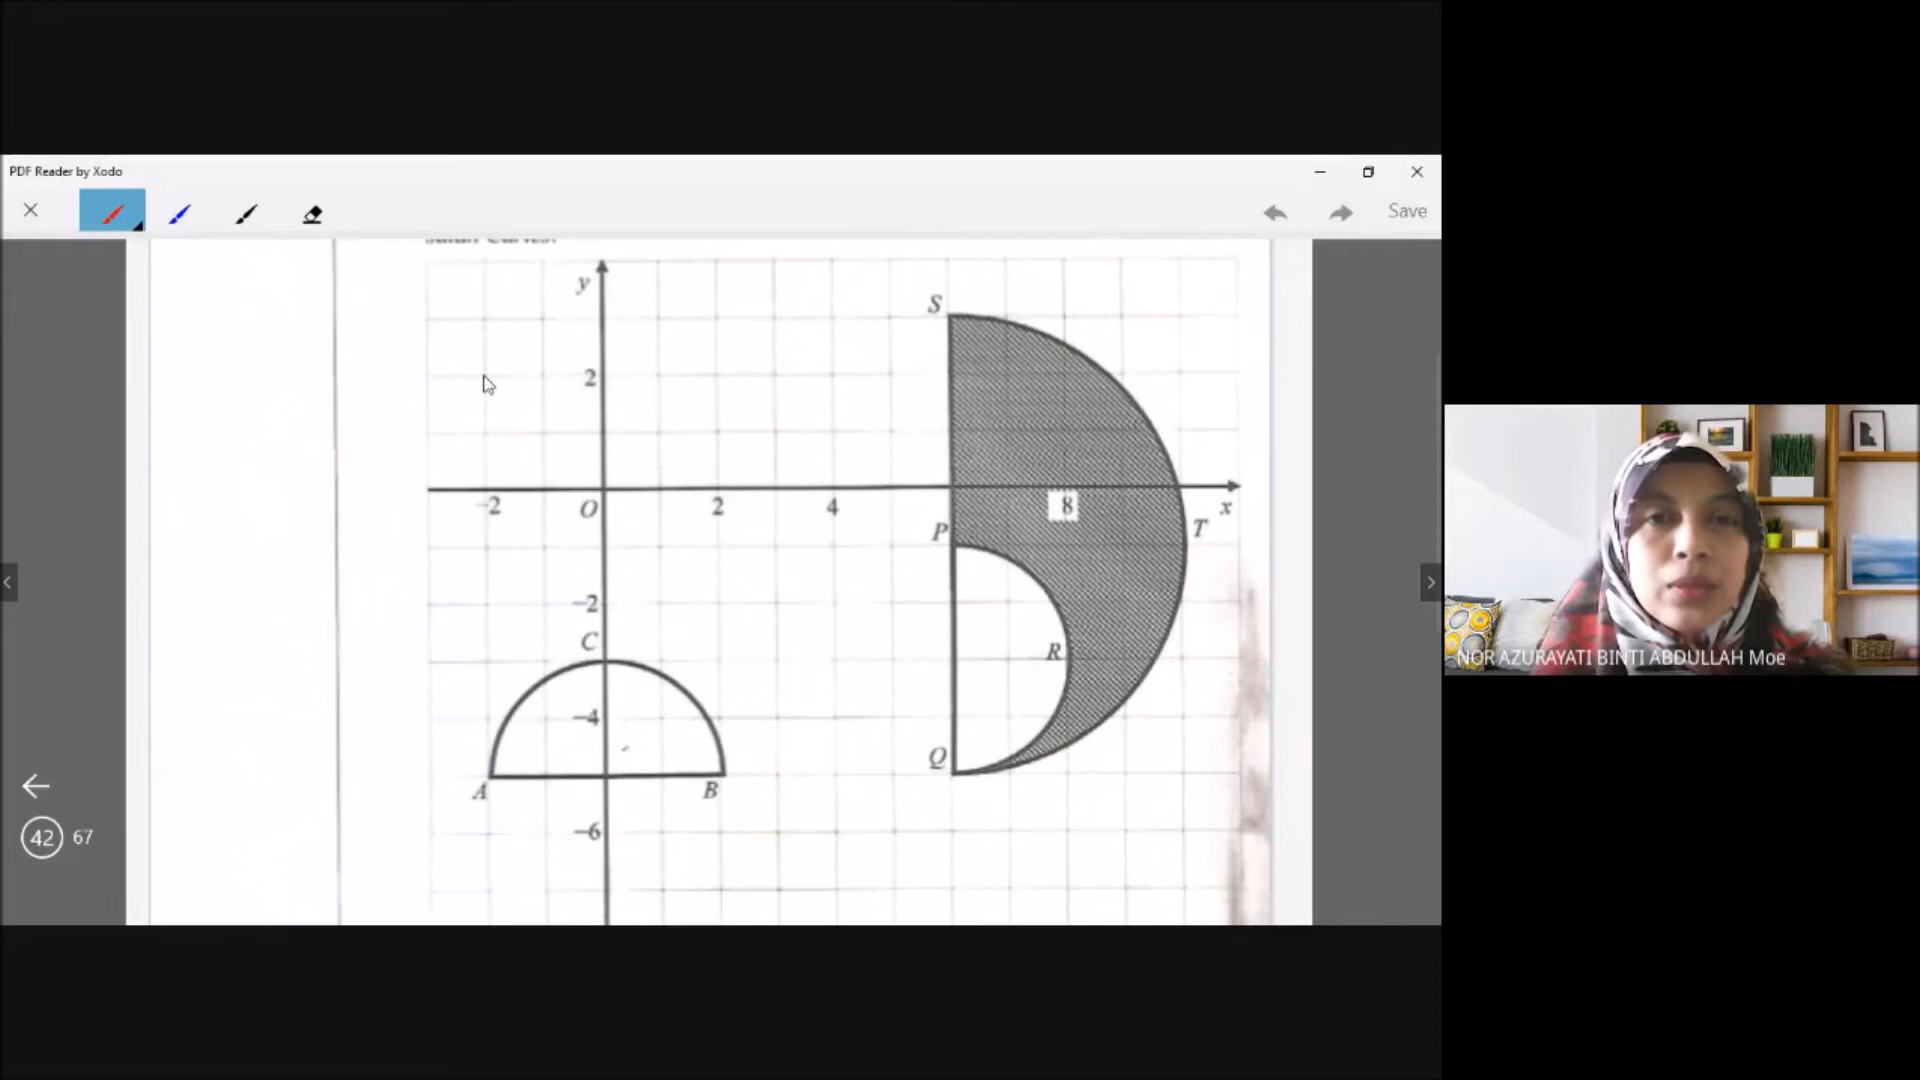 PDF Reader by Xodo
Save
y
S
2
-2
O
2
4
8
x
P
T
-2
C
R
-4
Q
A
B
-6
42 67
NOR AZURAYATI BINTI ABDULLAH Moe